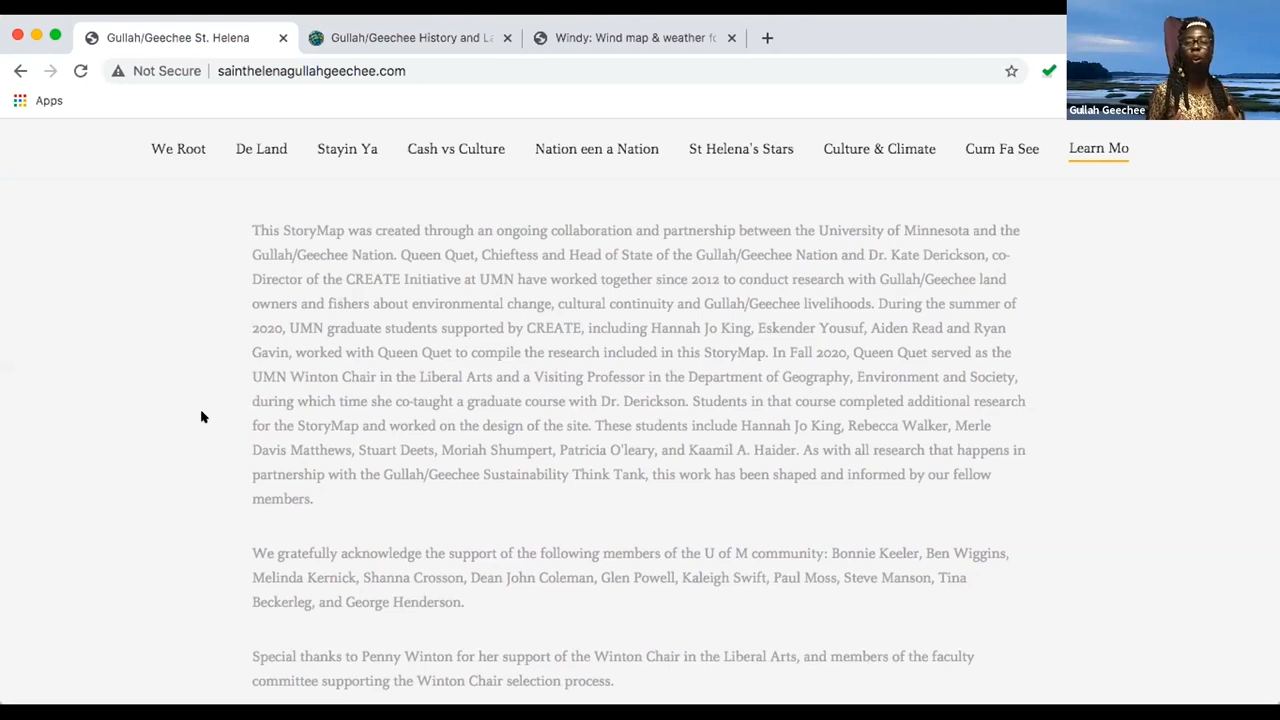 Gullah/Geechee St. Helena
Gullah/Geechee History and La
Windy: Wind map & weather fo
Not Secure
sainthelenagullahgeechee.com
Apps
Gullah Geechee
We Root
De Land
Stayin Ya
Cash vs Culture
Nation een a Nation
St Helena's Stars
Culture & Climate
Cum Fa See
Learn Mo
This StoryMap was created through an ongoing collaboration and partnership between the University of Minnesota and the
Gullah/Geechee Nation. Queen Quet, Chieftess and Head of State of the Gullah/Geechee Nation and Dr. Kate Derickson, co-
Director of the CREATE Initiative at UMN have worked together since 2012 to conduct research with Gullah/Geechee land
owners and fishers about environmental change, cultural continuity and Gullah/Geechee livelihoods. During the summer of
2020, UMN graduate students supported by CREATE, including Hannah Jo King, Eskender Yousuf, Aiden Read and Ryan
Gavin, worked with Queen Quet to compile the research included in this StoryMap. In Fall 2020, Queen Quet served as the
UMN Winton Chair in the Liberal Arts and a Visiting Professor in the Department of Geography, Environment and Society,
during which time she co-taught a graduate course with Dr. Derickson. Students in that course completed additional research
for the StoryMap and worked on the design of the site. These students include Hannah Jo King, Rebecca Walker, Merle
Davis Matthews, Stuart Deets, Moriah Shumpert, Patricia O'leary, and Kaamil A. Haider. As with all research that happens in
partnership with the Gullah/Geechee Sustainability Think Tank, this work has been shaped and informed by our fellow
members.
We gratefully acknowledge the support of the following members of the U of M community: Bonnie Keeler, Ben Wiggins,
Melinda Kernick, Shanna Crosson, Dean John Coleman, Glen Powell, Kaleigh Swift, Paul Moss, Steve Manson, Tina
Beckerleg, and George Henderson.
Special thanks to Penny Winton for her support of the Winton Chair in the Liberal Arts, and members of the faculty
committee supporting the Winton Chair selection process.